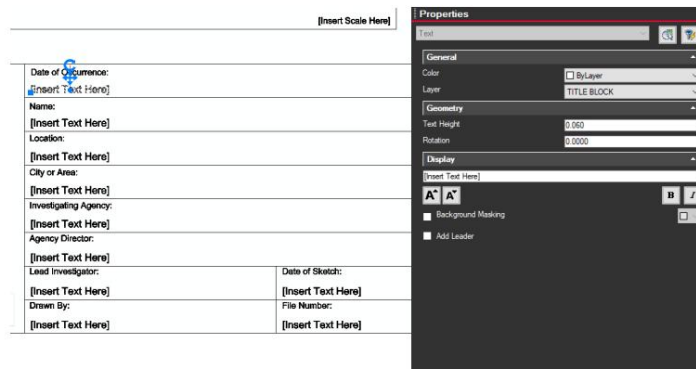 [Insert Scale Here]
Date of Occurrence:
[Insert Text Here]
Name:
[Insert Text Here]
Location:
[Insert Text Here]
City or Area:
[Insert Text Here]
Investigating Agency:
[Insert Text Here]
Agency Director:
[Insert Text Here]
Lead Investigator:
[Insert Text Here]
Date of Sketch:
[Insert Text Here]
Drawn By:
[Insert Text Here]
File Number:
[Insert Text Here]
Properties
Text
General
Color
ByLayer
Layer
TITLE BLOCK
Geometry
Text Height
0.060
Rotation
0.0000
Display
[Insert Text Here]
A A
B I
Background Masking
Add Leader